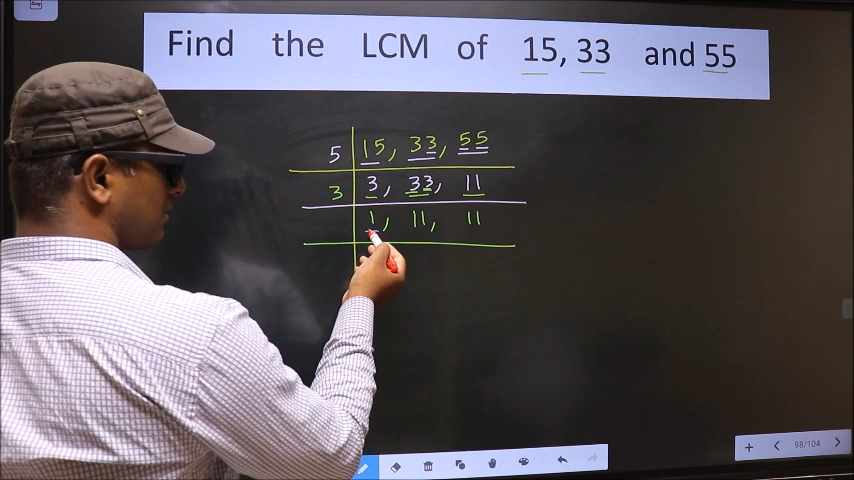 Find the LCM of 15, 33 and 55
5 15, 33, 55
3 3, 33, 11
1, 11, 11
98/104